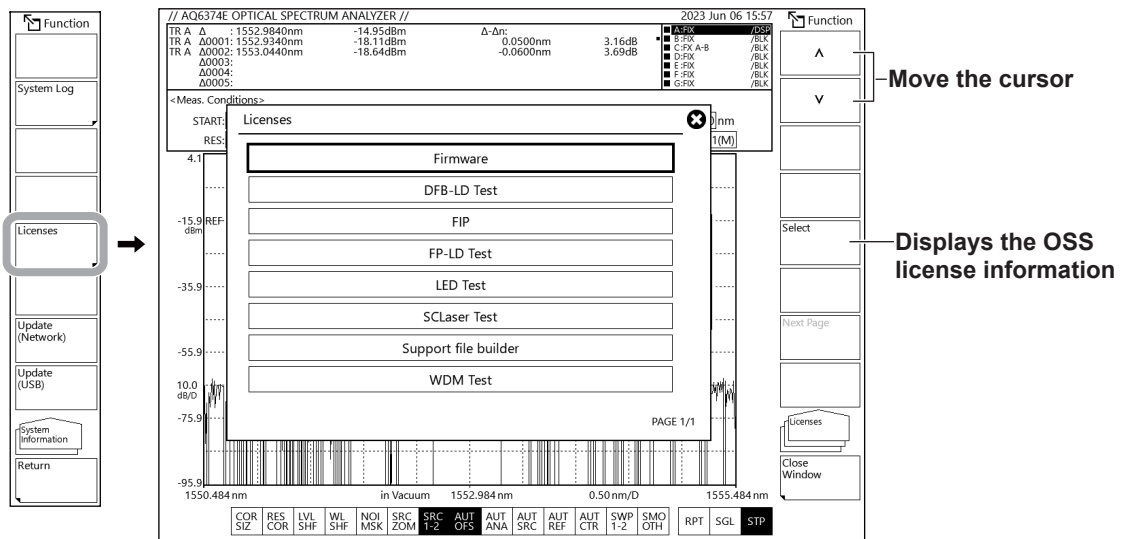 Function
System Log
Licenses
Update
(Network)
Update
(USB)
System
Information
Return
// AQ6374E OPTICAL SPECTRUM ANALYZER // 2023 Jun 06 15:57
TR A Δ : 1552.9840nm -14.95dBm Δ-Δn:
TR A Δ0001: 1552.9340nm -18.11dBm 0.0500nm 3.16dB
TR A Δ0002: 1553.0440nm -18.64dBm -0.0600nm 3.69dB
Δ0003:
Δ0004:
Δ0005:
A:FIX /DSP
B:FIX /BLK
C:FX A-B /BLK
D:FIX /BLK
E:FIX /BLK
F:FIX /BLK
G:FIX /BLK
<Meas. Conditions>
START: nm
RES: 1(M)
Licenses
Firmware
DFB-LD Test
FIP
FP-LD Test
LED Test
SCLaser Test
Support file builder
WDM Test
PAGE 1/1
4.1
-15.9 REF
dBm
-35.9
-55.9
10.0
dB/D
-75.9
-95.9
1550.484 nm in Vacuum 1552.984 nm 0.50 nm/D 1555.484 nm
COR SIZ
RES COR
LVL SHF
WL SHF
NOI MSK
SRC ZOM
SRC 1-2
AUT OFS
AUT ANA
AUT SRC
AUT REF
AUT CTR
SWP 1-2
SMO OTH
RPT
SGL
STP
Function
Select
Next Page
Licenses
Close
Window
Move the cursor
Displays the OSS
license information